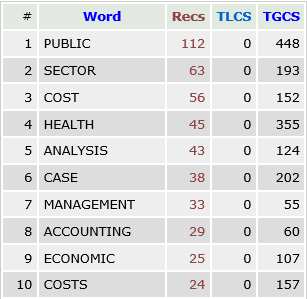 # Word Recs TLCS TGCS
1 PUBLIC 112 0 448
2 SECTOR 63 0 193
3 COST 56 0 152
4 HEALTH 45 0 355
5 ANALYSIS 43 0 124
6 CASE 38 0 202
7 MANAGEMENT 33 0 55
8 ACCOUNTING 29 0 60
9 ECONOMIC 25 0 107
10 COSTS 24 0 157